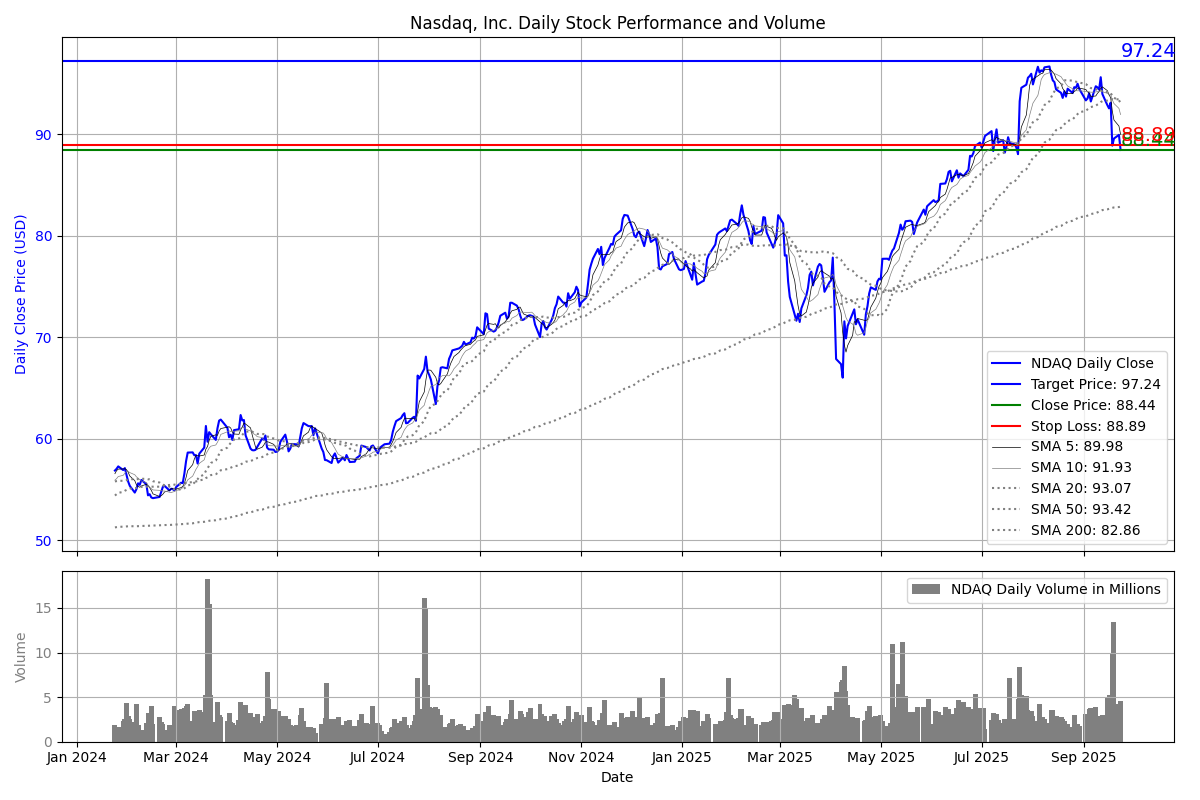 Nasdaq, Inc. Daily Stock Performance and Volume
97.24
88.89
88.44
Daily Close Price (USD)
90
80
70
60
50
NDAQ Daily Close
Target Price: 97.24
Close Price: 88.44
Stop Loss: 88.89
SMA 5: 89.98
SMA 10: 91.93
SMA 20: 93.07
SMA 50: 93.42
SMA 200: 82.86
NDAQ Daily Volume in Millions
Volume
15
10
5
0
Jan 2024 Mar 2024 May 2024 Jul 2024 Sep 2024 Nov 2024 Jan 2025 Mar 2025 May 2025 Jul 2025 Sep 2025
Date